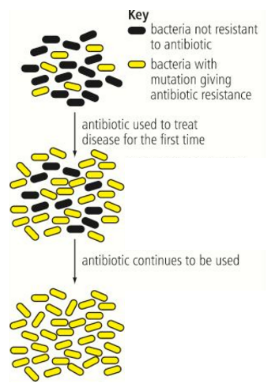 Key
bacteria not resistant
to antibiotic
bacteria with
mutation giving
antibiotic resistance
antibiotic used to treat
disease for the first time
antibiotic continues to be used